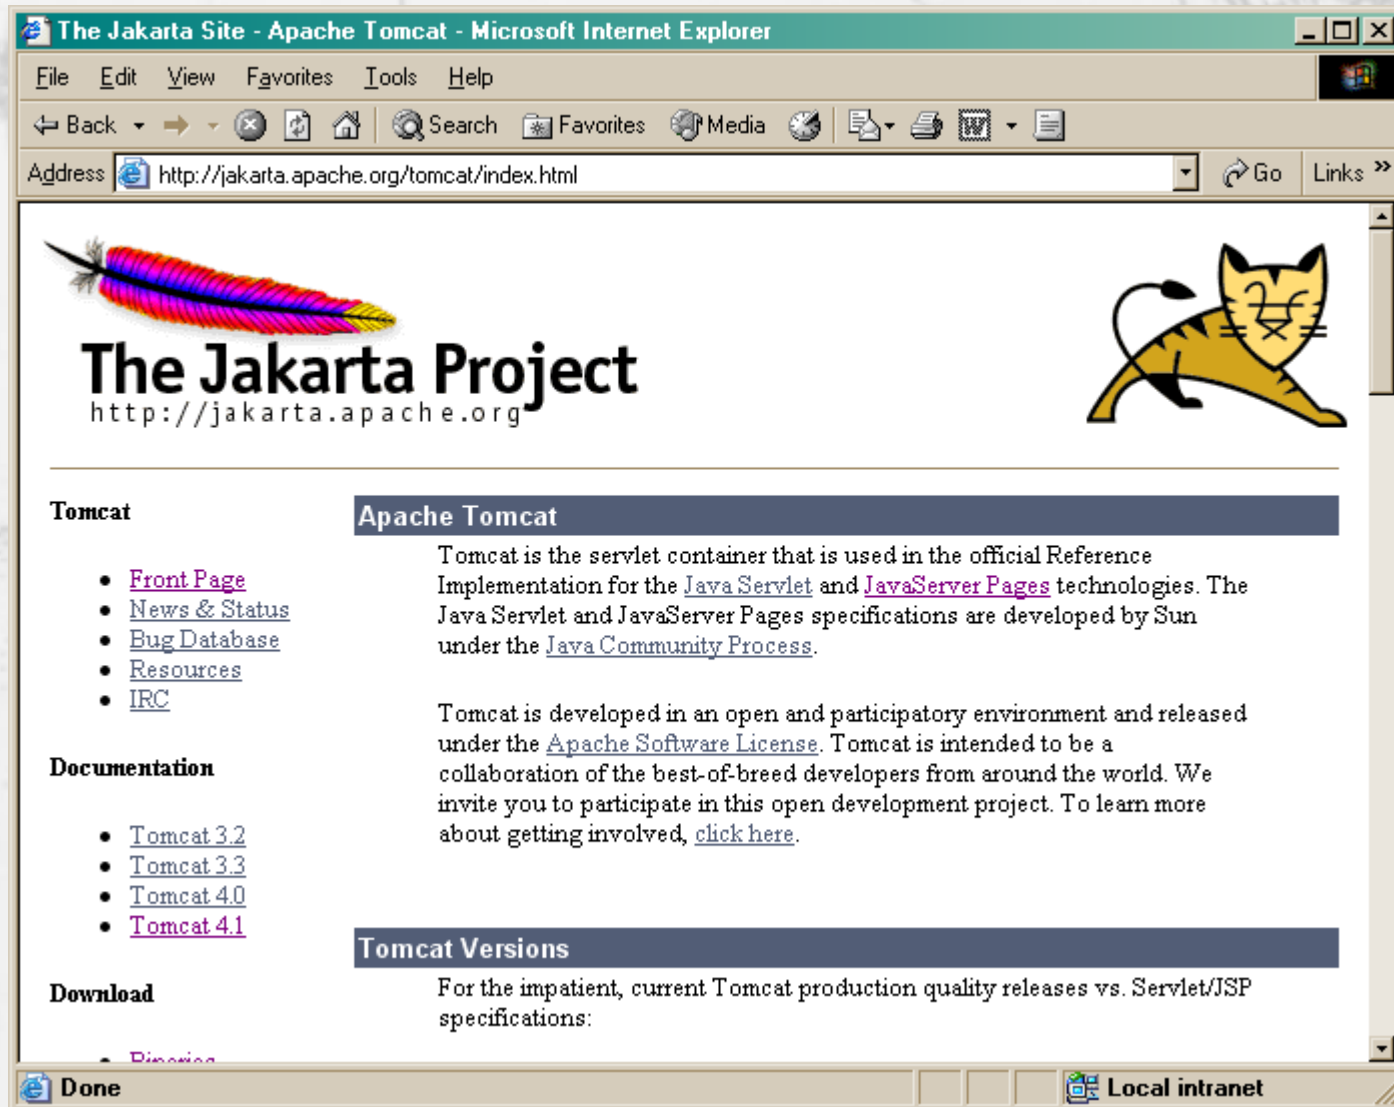 The Jakarta Site - Apache Tomcat - Microsoft Internet Explorer
File Edit View Favorites Tools Help
Back Search Favorites Media
Address http://jakarta.apache.org/tomcat/index.html Go Links »
The Jakarta Project
http://jakarta.apache.org
Tomcat
Front Page
News & Status
Bug Database
Resources
IRC
Documentation
Tomcat 3.2
Tomcat 3.3
Tomcat 4.0
Tomcat 4.1
Download
Binaries
Apache Tomcat
Tomcat is the servlet container that is used in the official Reference
Implementation for the Java Servlet and JavaServer Pages technologies. The
Java Servlet and JavaServer Pages specifications are developed by Sun
under the Java Community Process.
Tomcat is developed in an open and participatory environment and released
under the Apache Software License. Tomcat is intended to be a
collaboration of the best-of-breed developers from around the world. We
invite you to participate in this open development project. To learn more
about getting involved, click here.
Tomcat Versions
For the impatient, current Tomcat production quality releases vs. Servlet/JSP
specifications:
Done Local intranet